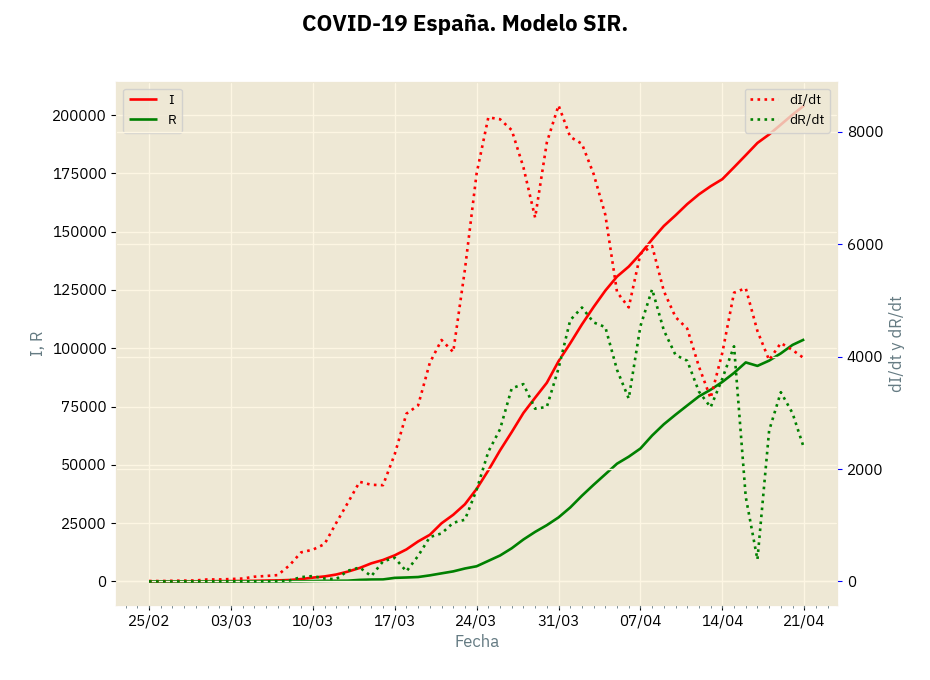 COVID-19 España. Modelo SIR.
I
R
dI/dt
dR/dt
200000
175000
150000
125000
100000
75000
50000
25000
0
I, R
8000
6000
4000
2000
0
dI/dt y dR/dt
25/02 03/03 10/03 17/03 24/03 31/03 07/04 14/04 21/04
Fecha